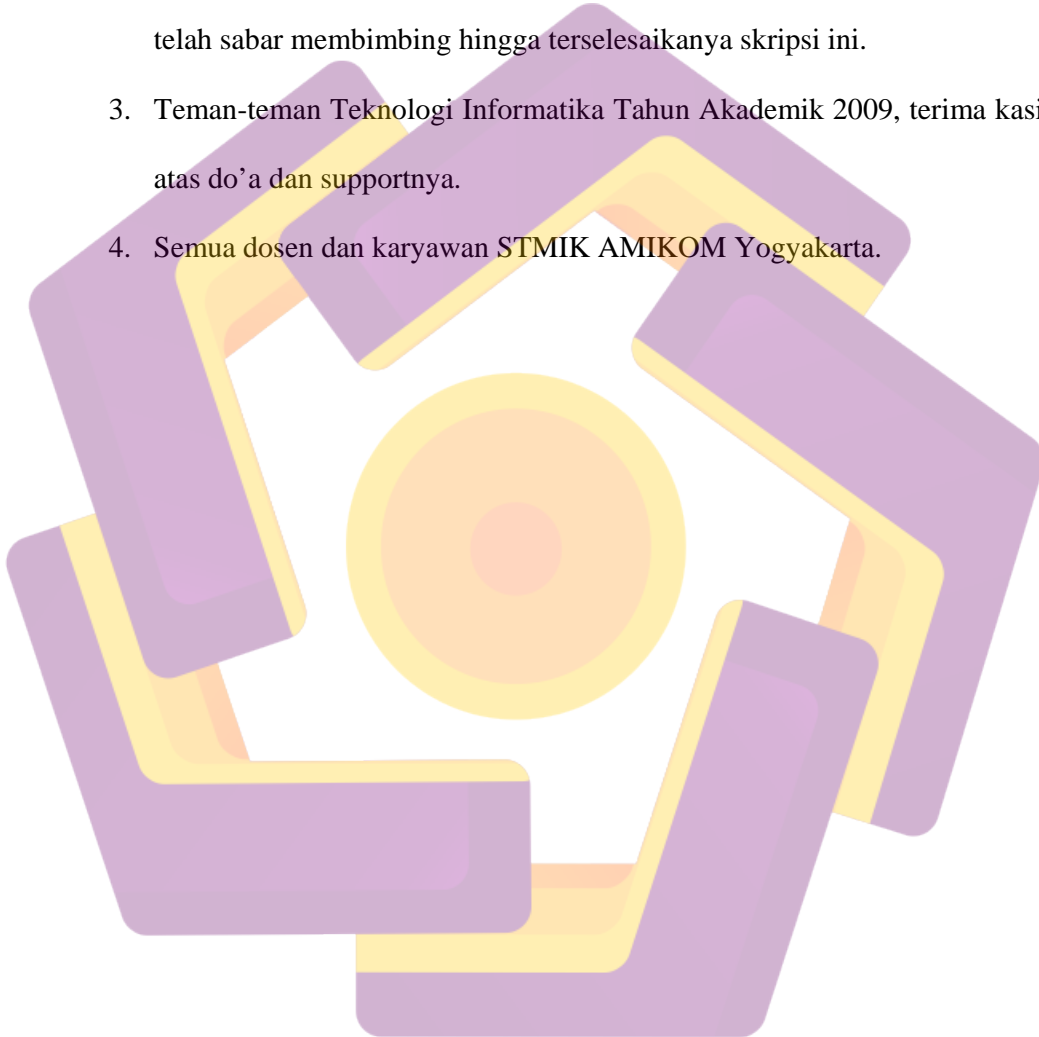 telah sabar membimbing hingga terselesaikanya skripsi ini.
3. Teman-teman Teknologi Informatika Tahun Akademik 2009, terima kasi
atas do’a dan supportnya.
4. Semua dosen dan karyawan STMIK AMIKOM Yogyakarta.